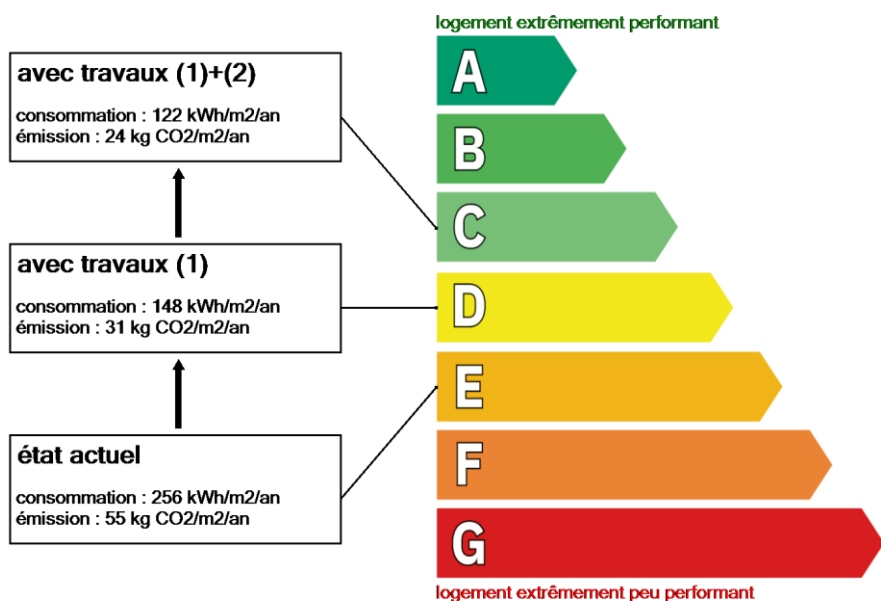 logement extrêmement performant
avec travaux (1)+(2)
consommation : 122 kWh/m2/an
émission : 24 kg CO2/m2/an
avec travaux (1)
consommation : 148 kWh/m2/an
émission : 31 kg CO2/m2/an
état actuel
consommation : 256 kWh/m2/an
émission : 55 kg CO2/m2/an
A
B
C
D
E
F
G
logement extrêmement peu performant